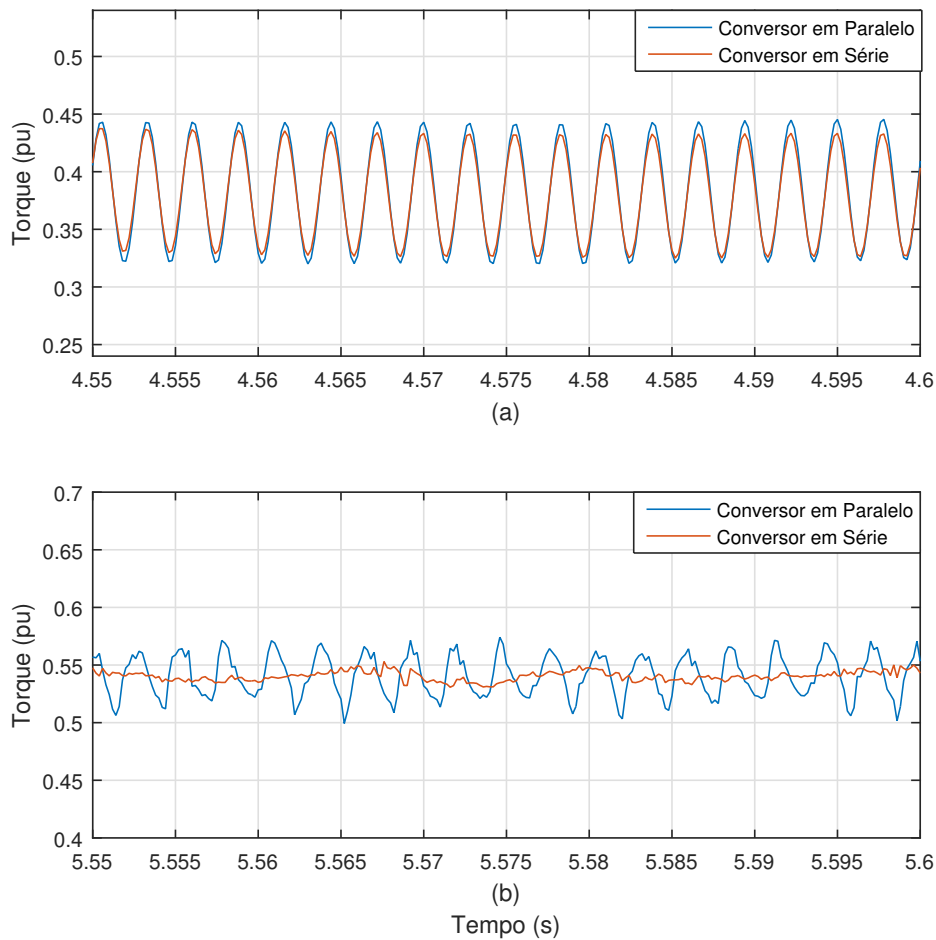 Conversor em Paralelo
Conversor em Série
Torque (pu)
0.5
0.45
0.4
0.35
0.3
0.25
4.55 4.555 4.56 4.565 4.57 4.575 4.58 4.585 4.59 4.595 4.6
(a)
Conversor em Paralelo
Conversor em Série
Torque (pu)
0.7
0.65
0.6
0.55
0.5
0.45
0.4
5.55 5.555 5.56 5.565 5.57 5.575 5.58 5.585 5.59 5.595 5.6
(b)
Tempo (s)